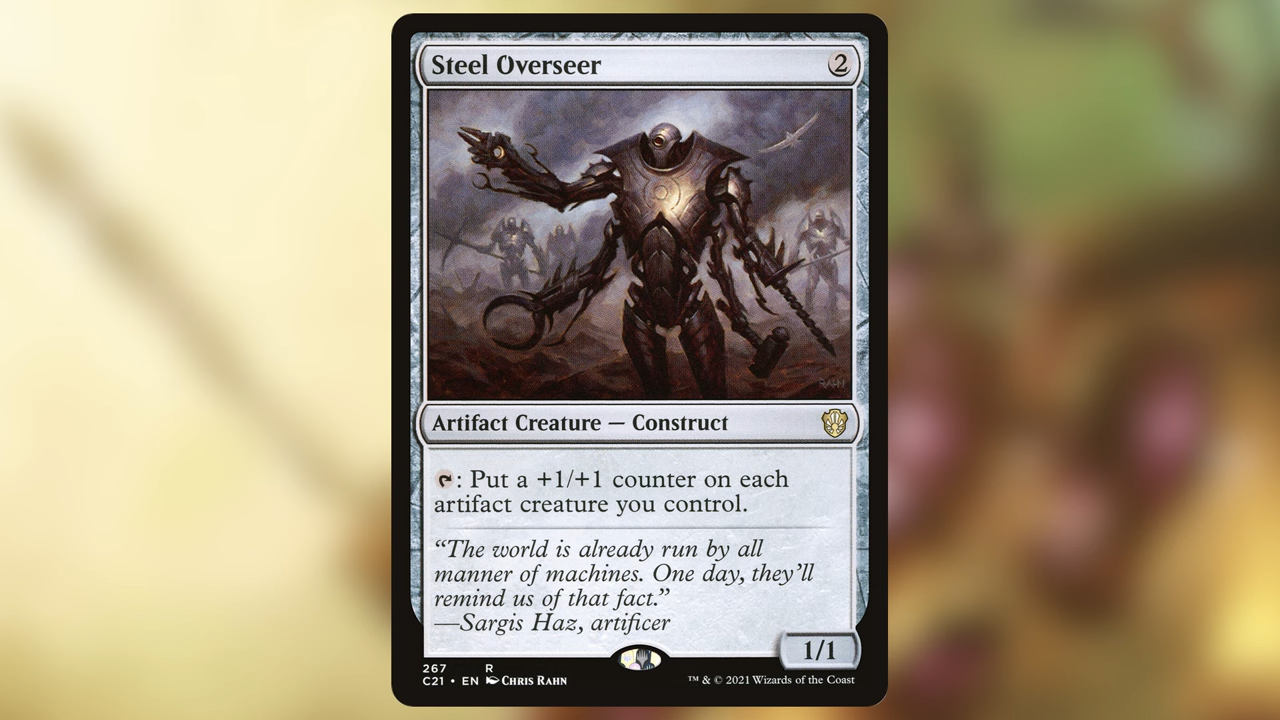 Steel Overseer 2
RAHN
Artifact Creature — Construct
: Put a +1/+1 counter on each
artifact creature you control.
“The world is already run by all
manner of machines. One day, they’ll
remind us of that fact.”
—Sargis Haz, artificer
1/1
267 R
C21 • EN Chris Rahn
™ & © 2021 Wizards of the Coast